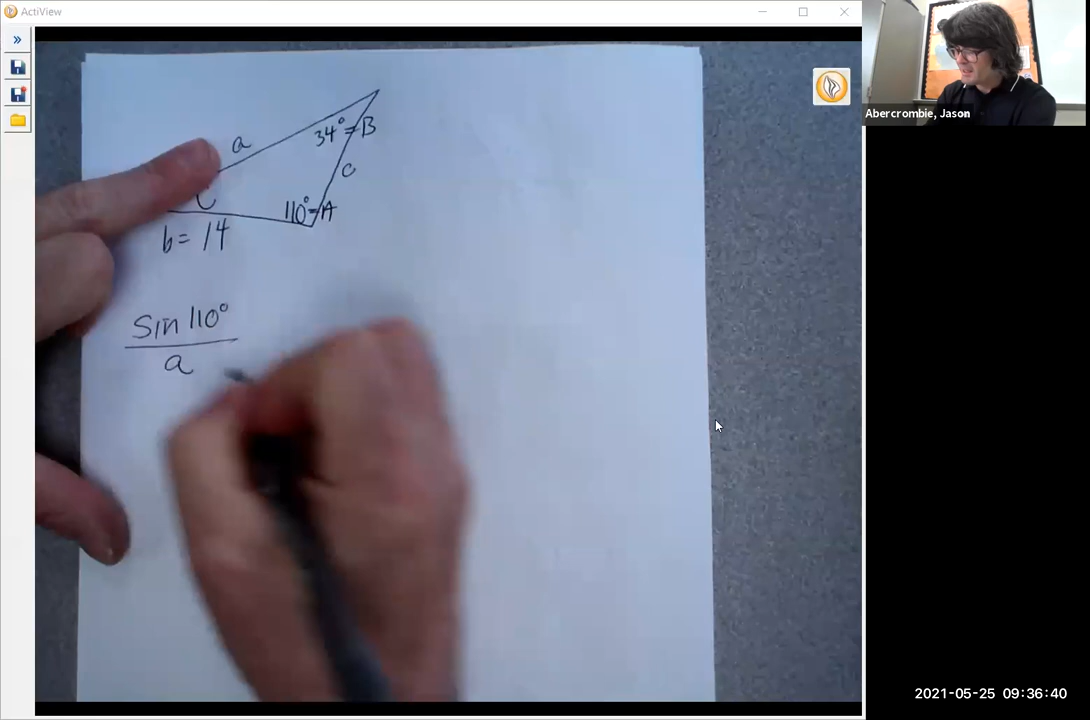 ActiView
Abercrombie, Jason
a
34° = B
c
C
110° = A
b = 14
sin 110°
a
2021-05-25 09:36:40